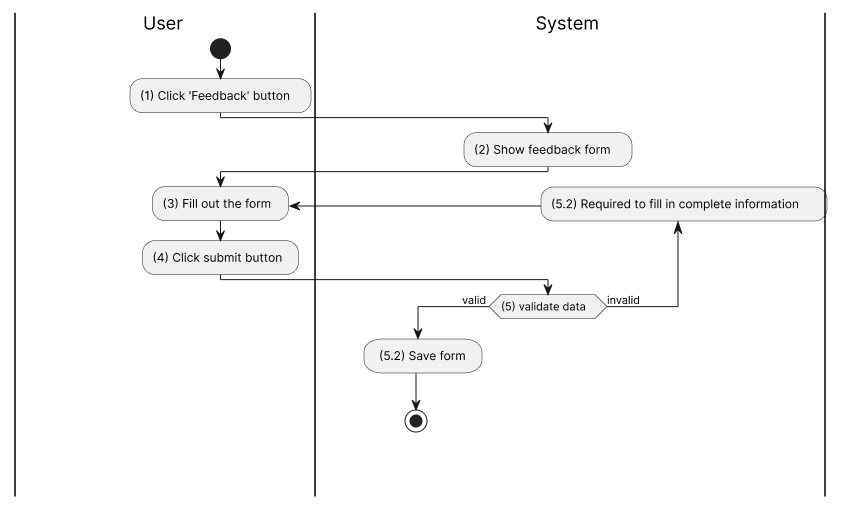 User
System
(1) Click 'Feedback' button
(2) Show feedback form
(3) Fill out the form
(5.2) Required to fill in complete information
(4) Click submit button
valid
(5) validate data
invalid
(5.2) Save form